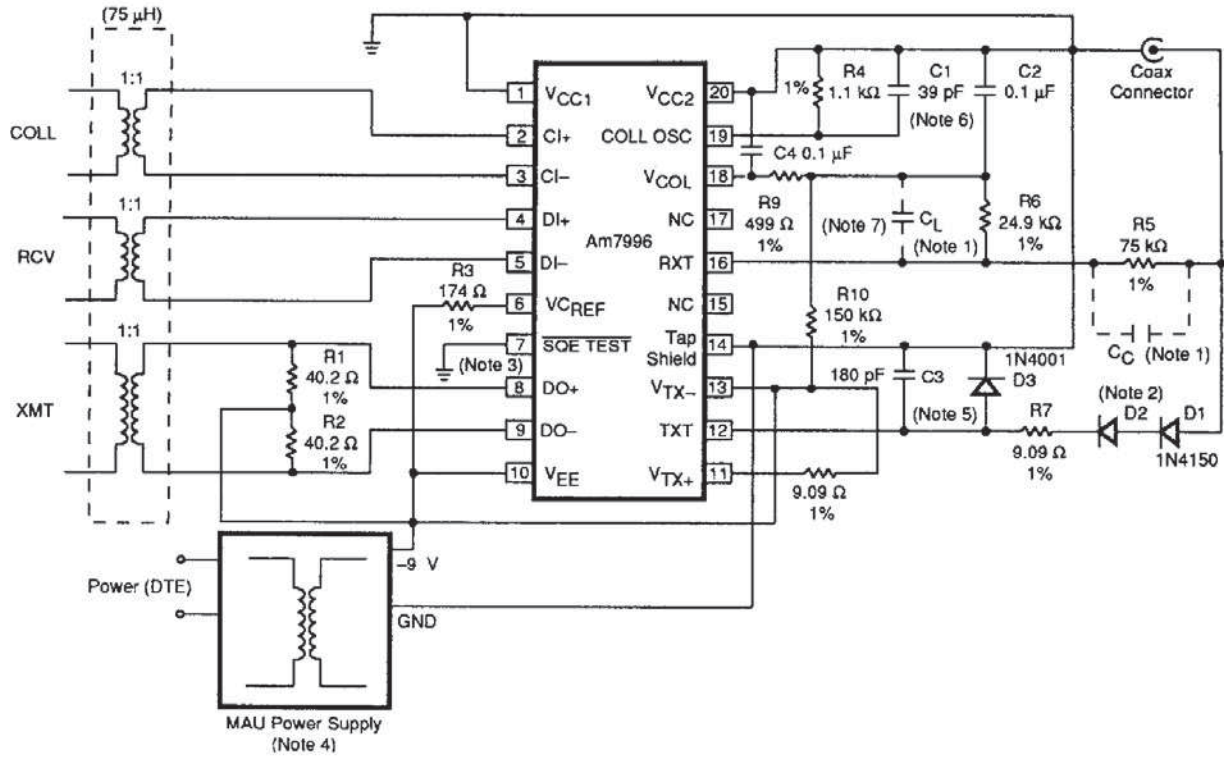 (75 µH)
1:1
COLL
1:1
RCV
1:1
XMT
R1
40.2 Ω
1%
R2
40.2 Ω
1%
R3
174 Ω
1%
(Note 3)
1 VCC1
2 CI+
3 CI–
4 DI+
5 DI–
6 VCREF
7 SQE TEST
8 DO+
9 DO–
10 VEE
Am7996
VCC2 20
COLL OSC 19
VCOL 18
NC 17
RXT 16
NC 15
Tap
Shield 14
VTX– 13
TXT 12
VTX+ 11
1%
R4
1.1 kΩ
C1
39 pF
(Note 6)
C2
0.1 µF
Coax
Connector
C4 0.1 µF
R9
499 Ω
1%
(Note 7)
CL
(Note 1)
R6
24.9 kΩ
1%
R5
75 kΩ
1%
CC (Note 1)
R10
150 kΩ
1%
180 pF
C3
(Note 5)
1N4001
D3
R7
9.09 Ω
1%
(Note 2)
D2
D1
1N4150
9.09 Ω
1%
Power (DTE)
–9 V
GND
MAU Power Supply
(Note 4)